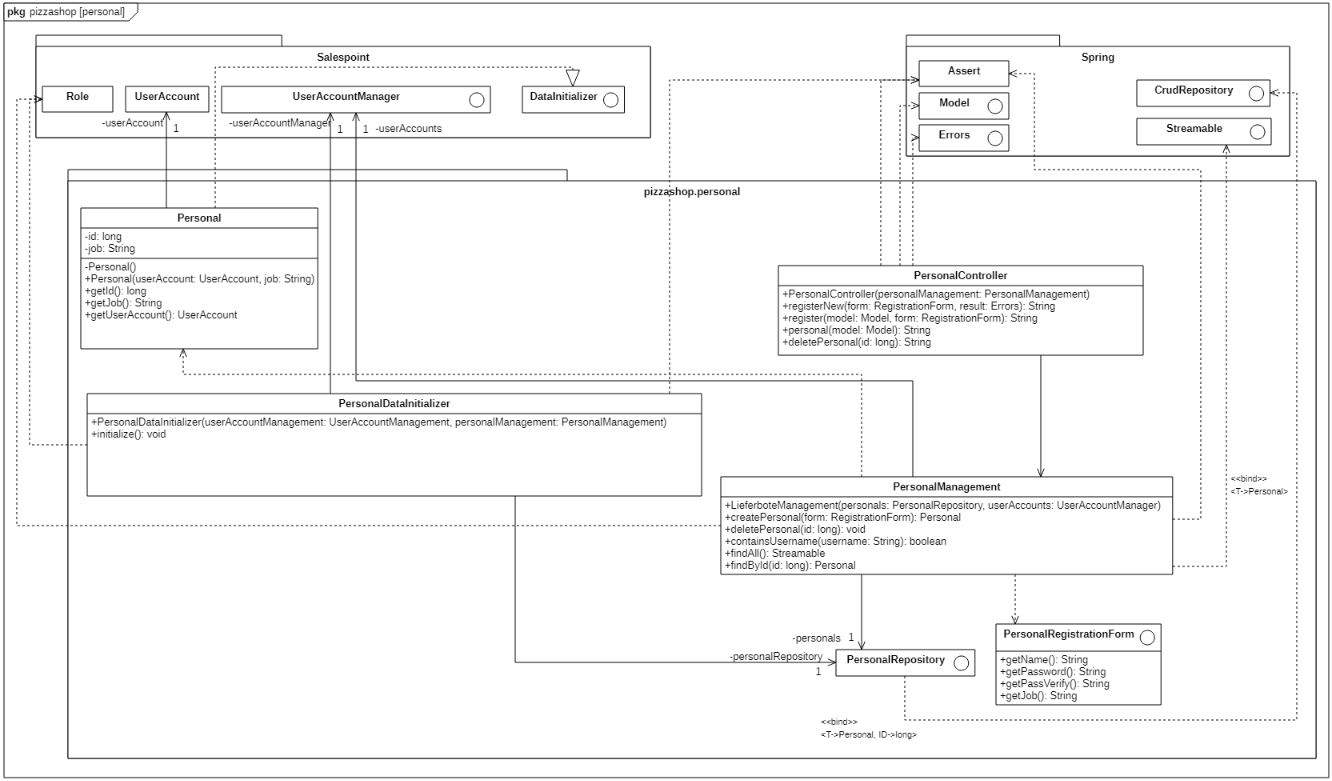 pkg pizzashop [personal]
Salespoint
Role
UserAccount
UserAccountManager
DataInitializer
-userAccount
1
-userAccountManager
1
1
-userAccounts
Spring
Assert
Model
Errors
CrudRepository
Streamable
pizzashop.personal
Personal
-id: long
-job: String
-Personal()
+Personal(userAccount: UserAccount, job: String)
+getId(): long
+getJob(): String
+getUserAccount(): UserAccount
PersonalController
+PersonalController(personalManagement: PersonalManagement)
+registerNew(form: RegistrationForm, result: Errors): String
+register(model: Model, form: RegistrationForm): String
+personal(model: Model): String
+deletePersonal(id: long): String
PersonalDataInitializer
+PersonalDataInitializer(userAccountManagement: UserAccountManagement, personalManagement: PersonalManagement)
+initialize(): void
PersonalManagement
+LieferboteManagement(personals: PersonalRepository, userAccounts: UserAccountManager)
+createPersonal(form: RegistrationForm): Personal
+deletePersonal(id: long): void
+containsUsername(username: String): boolean
+findAll(): Streamable
+findById(id: long): Personal
<<bind>>
<T->Personal>
-personals
1
-personalRepository
1
PersonalRepository
PersonalRegistrationForm
+getName(): String
+getPassword(): String
+getPassVerify(): String
+getJob(): String
<<bind>>
<T->Personal, ID->long>